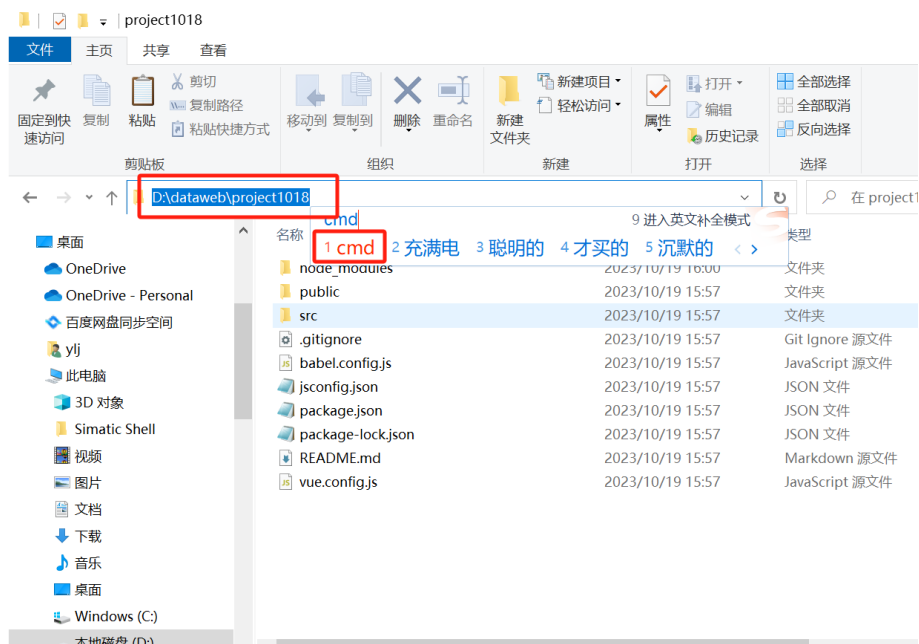 project1018
文件 主页 共享 查看
固定到快速访问
复制
粘贴
剪切
复制路径
粘贴快捷方式
剪贴板
移动到
复制到
删除
重命名
组织
新建文件夹
新建项目
轻松访问
新建
属性
打开
编辑
历史记录
打开
全部选择
全部取消
反向选择
选择
D:\dataweb\project1018
在 project1
cmd 9 进入英文补全模式
1 cmd 2 充满电 3 聪明的 4 才买的 5 沉默的
名称 类型
node_modules 2023/10/19 16:00 文件夹
public 2023/10/19 15:57 文件夹
src 2023/10/19 15:57 文件夹
.gitignore 2023/10/19 15:57 Git Ignore 源文件
babel.config.js 2023/10/19 15:57 JavaScript 源文件
jsconfig.json 2023/10/19 15:57 JSON 文件
package.json 2023/10/19 15:57 JSON 文件
package-lock.json 2023/10/19 15:57 JSON 文件
README.md 2023/10/19 15:57 Markdown 源文件
vue.config.js 2023/10/19 15:57 JavaScript 源文件
桌面
OneDrive
OneDrive - Personal
百度网盘同步空间
ylj
此电脑
3D 对象
Simatic Shell
视频
图片
文档
下载
音乐
桌面
Windows (C:)
本地磁盘 (D:)